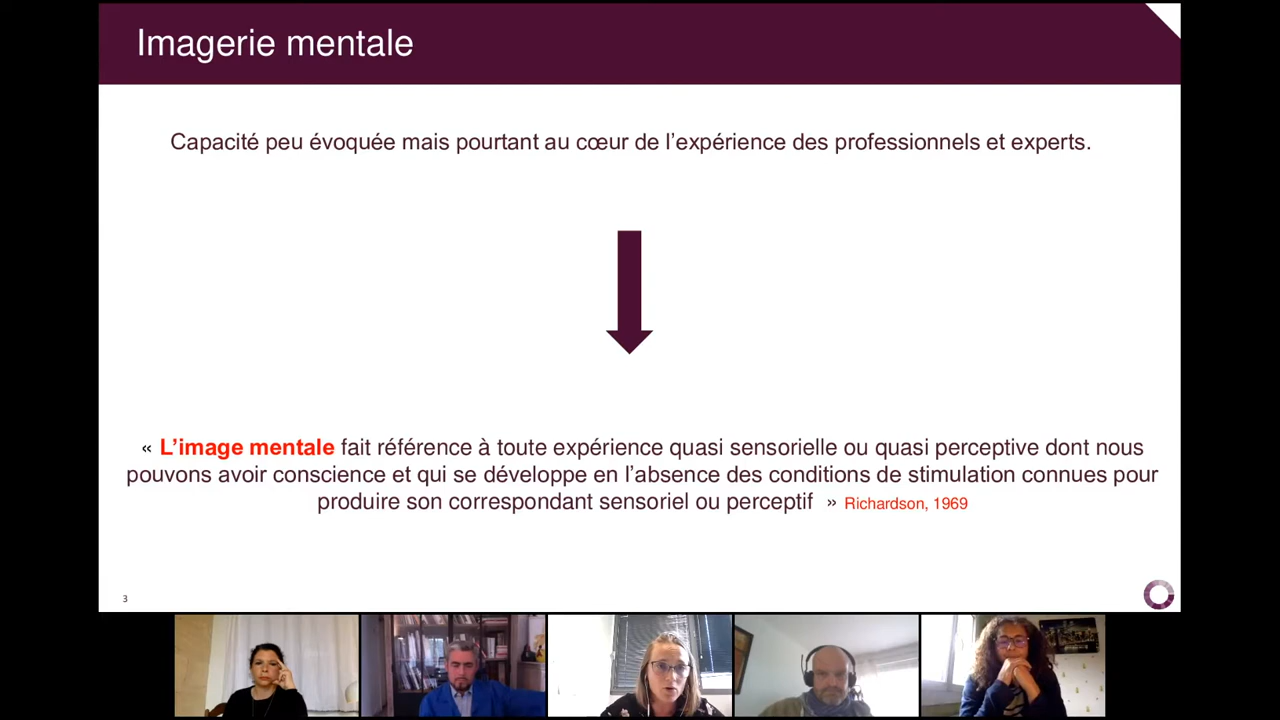 Imagerie mentale
Capacité peu évoquée mais pourtant au cœur de l’expérience des professionnels et experts.
« L’image mentale fait référence à toute expérience quasi sensorielle ou quasi perceptive dont nous
pouvons avoir conscience et qui se développe en l’absence des conditions de stimulation connues pour
produire son correspondant sensoriel ou perceptif » Richardson, 1969
3